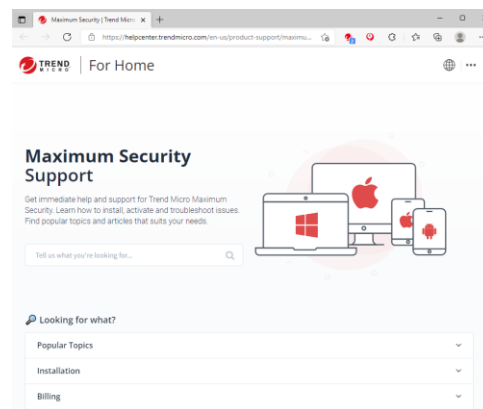 Maximum Security | Trend Micro
https://helpcenter.trendmicro.com/en-us/product-support/maximu...
TREND MICRO | For Home
Maximum Security
Support
Get immediate help and support for Trend Micro Maximum
Security. Learn how to install, activate and troubleshoot issues.
Find popular topics and articles that suits your needs.
Tell us what you're looking for...
Looking for what?
Popular Topics
Installation
Billing